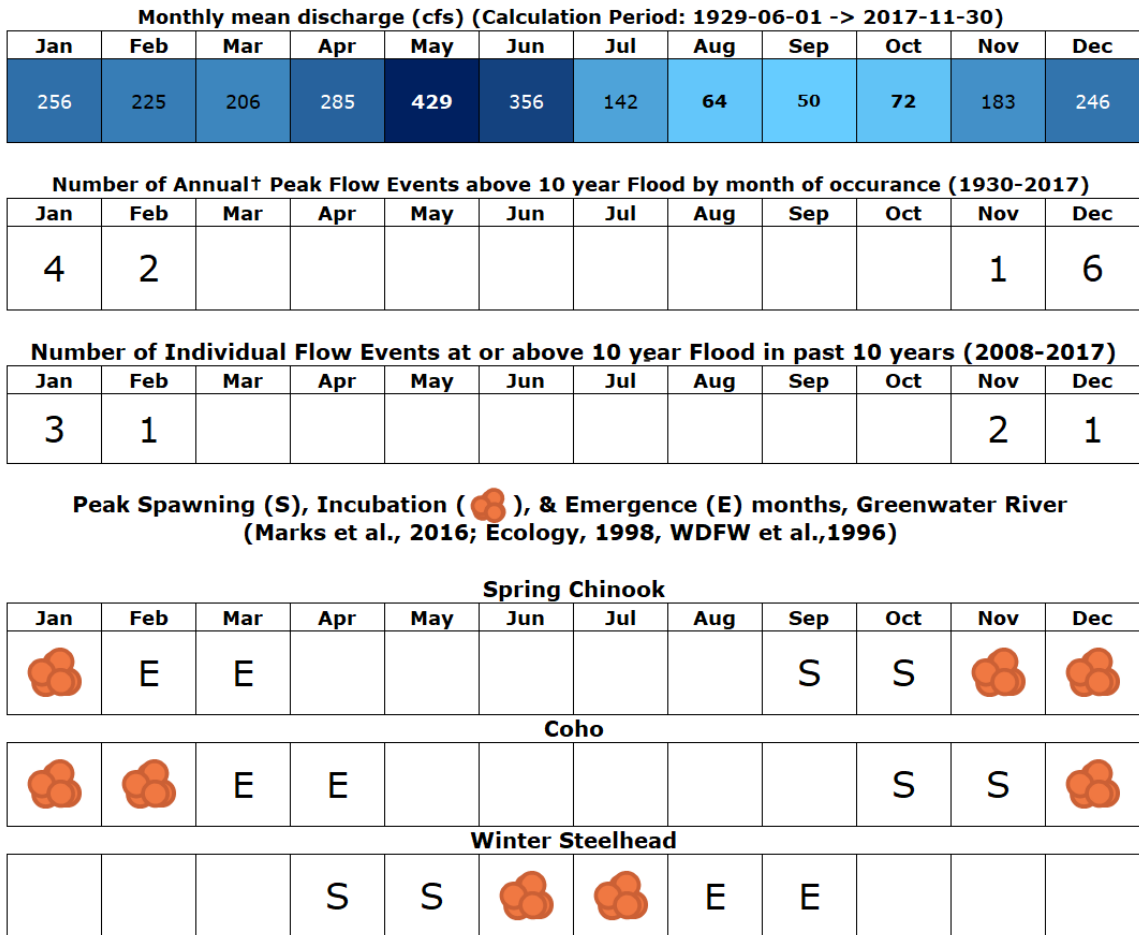 Monthly mean discharge (cfs) (Calculation Period: 1929-06-01 -> 2017-11-30)
Jan Feb Mar Apr May Jun Jul Aug Sep Oct Nov Dec
256 225 206 285 429 356 142 64 50 72 183 246
Number of Annual† Peak Flow Events above 10 year Flood by month of occurance (1930-2017)
Jan Feb Mar Apr May Jun Jul Aug Sep Oct Nov Dec
4 2 1 6
Number of Individual Flow Events at or above 10 year Flood in past 10 years (2008-2017)
Jan Feb Mar Apr May Jun Jul Aug Sep Oct Nov Dec
3 1 2 1
Peak Spawning (S), Incubation ( ), & Emergence (E) months, Greenwater River
(Marks et al., 2016; Ecology, 1998, WDFW et al.,1996)
Spring Chinook
Jan Feb Mar Apr May Jun Jul Aug Sep Oct Nov Dec
E E S S
Coho
E E S S
Winter Steelhead
S S E E